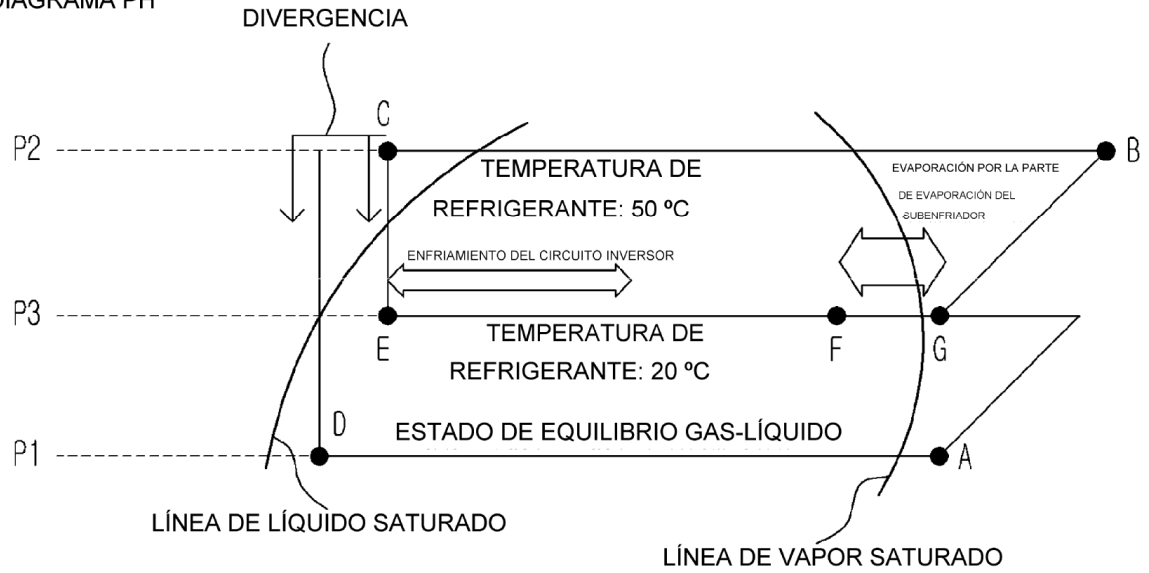 DIAGRAMA PH
DIVERGENCIA
C
P2
B
TEMPERATURA DE
REFRIGERANTE: 50 ºC
EVAPORACIÓN POR LA PARTE
DE EVAPORACIÓN DEL
SUBENFRIADOR
ENFRIAMIENTO DEL CIRCUITO INVERSOR
P3
E
TEMPERATURA DE
REFRIGERANTE: 20 ºC
F
G
D
ESTADO DE EQUILIBRIO GAS-LÍQUIDO
P1
A
LÍNEA DE LÍQUIDO SATURADO
LÍNEA DE VAPOR SATURADO